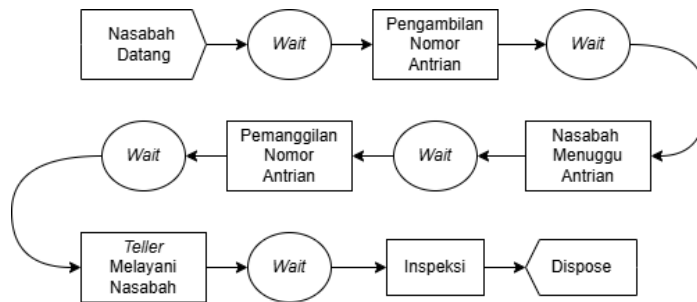 Nasabah
Datang
Wait
Pengambilan
Nomor
Antrian
Wait
Nasabah
Menuggu
Antrian
Wait
Pemanggilan
Nomor
Antrian
Wait
Teller
Melayani
Nasabah
Wait
Inspeksi
Dispose